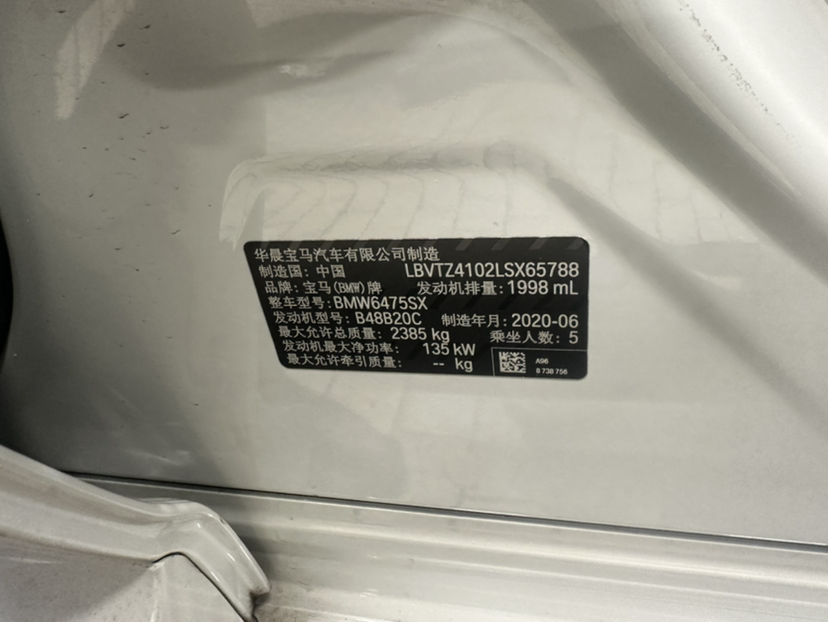 华晨宝马汽车有限公司制造
制造国：中国 LBVTZ4102LSX65788
品牌：宝马(BMW)牌 发动机排量：1998 mL
整车型号：BMW6475SX
发动机型号：B48B20C 制造年月：2020-06
最大允许总质量：2385 kg 乘坐人数：5
发动机最大净功率：135 kW
最大允许牵引质量：-- kg
A96
8 738 756